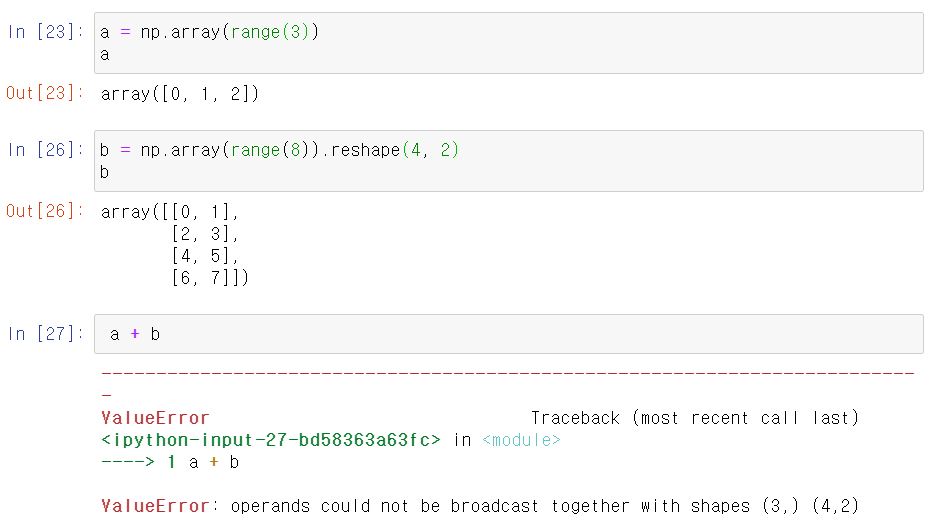 In [23]: a = np.array(range(3))
a
Out[23]: array([0, 1, 2])
In [26]: b = np.array(range(8)).reshape(4, 2)
b
Out[26]: array([[0, 1],
[2, 3],
[4, 5],
[6, 7]])
In [27]: a + b
---------------------------------------------------------------------------
-
ValueError Traceback (most recent call last)
<ipython-input-27-bd58363a63fc> in <module>
----> 1 a + b
ValueError: operands could not be broadcast together with shapes (3,) (4,2)